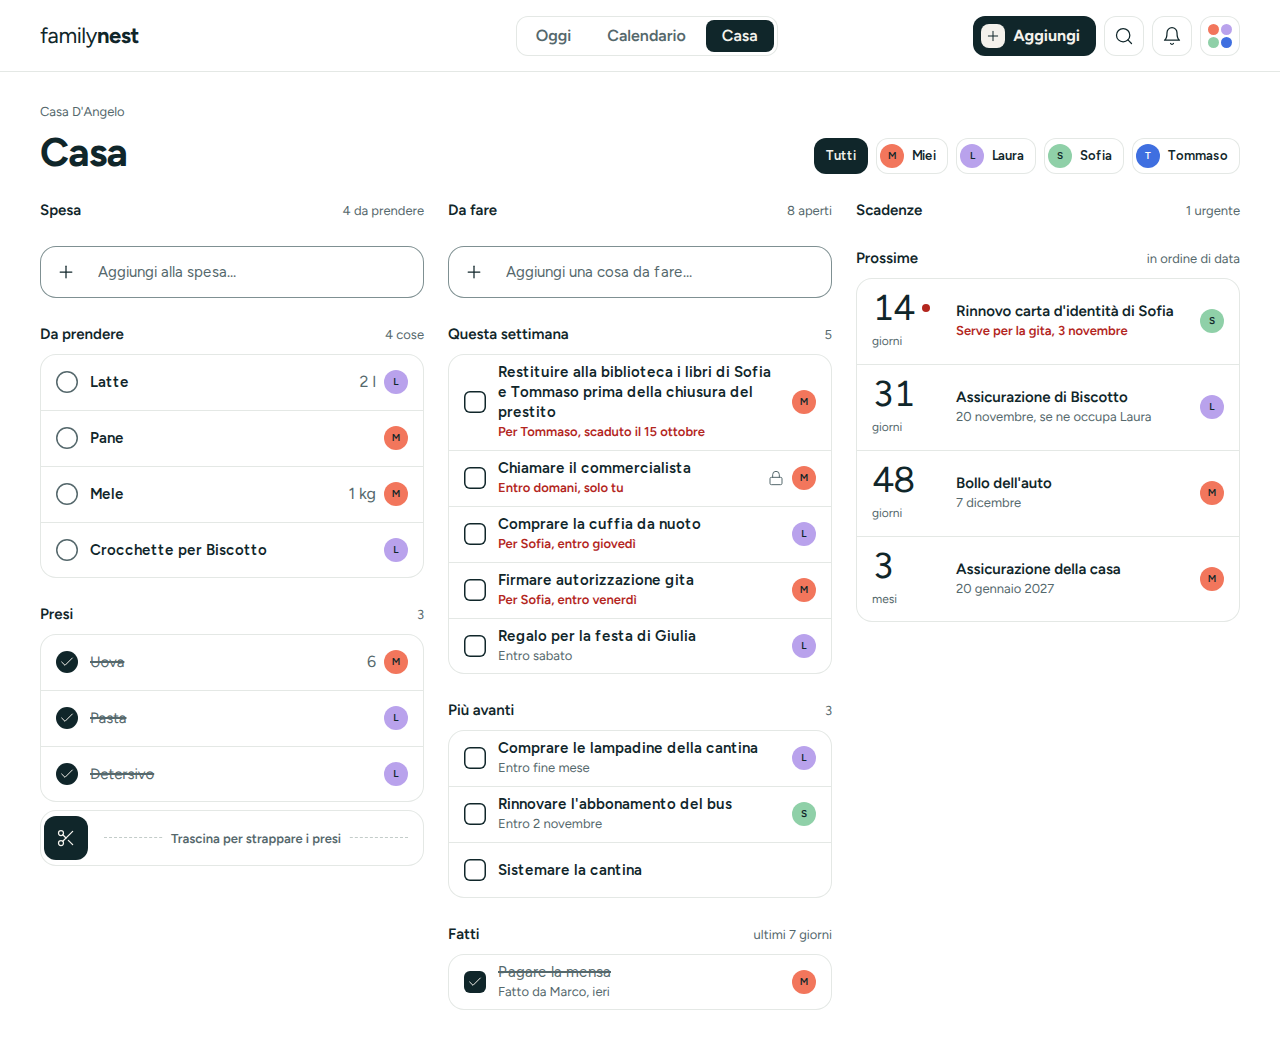 familynest
Oggi
Calendario
Casa
Aggiungi
Casa D'Angelo
Casa
Tutti
M Miei
L Laura
S Sofia
T Tommaso
Spesa
4 da prendere
Aggiungi alla spesa...
Da prendere
4 cose
Latte
2 l
L
Pane
M
Mele
1 kg
M
Crocchette per Biscotto
L
Presi
3
Uova
6
M
Pasta
L
Detersivo
L
Trascina per strappare i presi
Da fare
8 aperti
Aggiungi una cosa da fare...
Questa settimana
5
Restituire alla biblioteca i libri di Sofia
e Tommaso prima della chiusura del
prestito
Per Tommaso, scaduto il 15 ottobre
M
Chiamare il commercialista
Entro domani, solo tu
M
Comprare la cuffia da nuoto
Per Sofia, entro giovedì
L
Firmare autorizzazione gita
Per Sofia, entro venerdì
M
Regalo per la festa di Giulia
Entro sabato
L
Più avanti
3
Comprare le lampadine della cantina
Entro fine mese
L
Rinnovare l'abbonamento del bus
Entro 2 novembre
S
Sistemare la cantina
Fatti
ultimi 7 giorni
Pagare la mensa
Fatto da Marco, ieri
M
Scadenze
1 urgente
Prossime
in ordine di data
14
giorni
Rinnovo carta d'identità di Sofia
Serve per la gita, 3 novembre
S
31
giorni
Assicurazione di Biscotto
20 novembre, se ne occupa Laura
L
48
giorni
Bollo dell'auto
7 dicembre
M
3
mesi
Assicurazione della casa
20 gennaio 2027
M